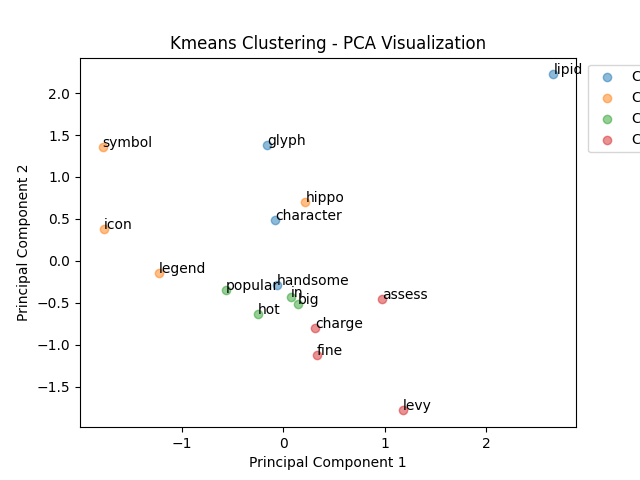 Kmeans Clustering - PCA Visualization
lipid
C
C
C
C
symbol
glyph
hippo
character
icon
legend
handsome
popular
in
big
assess
hot
charge
fine
levy
2.0
1.5
1.0
0.5
0.0
−0.5
−1.0
−1.5
Principal Component 2
−1
0
1
2
Principal Component 1